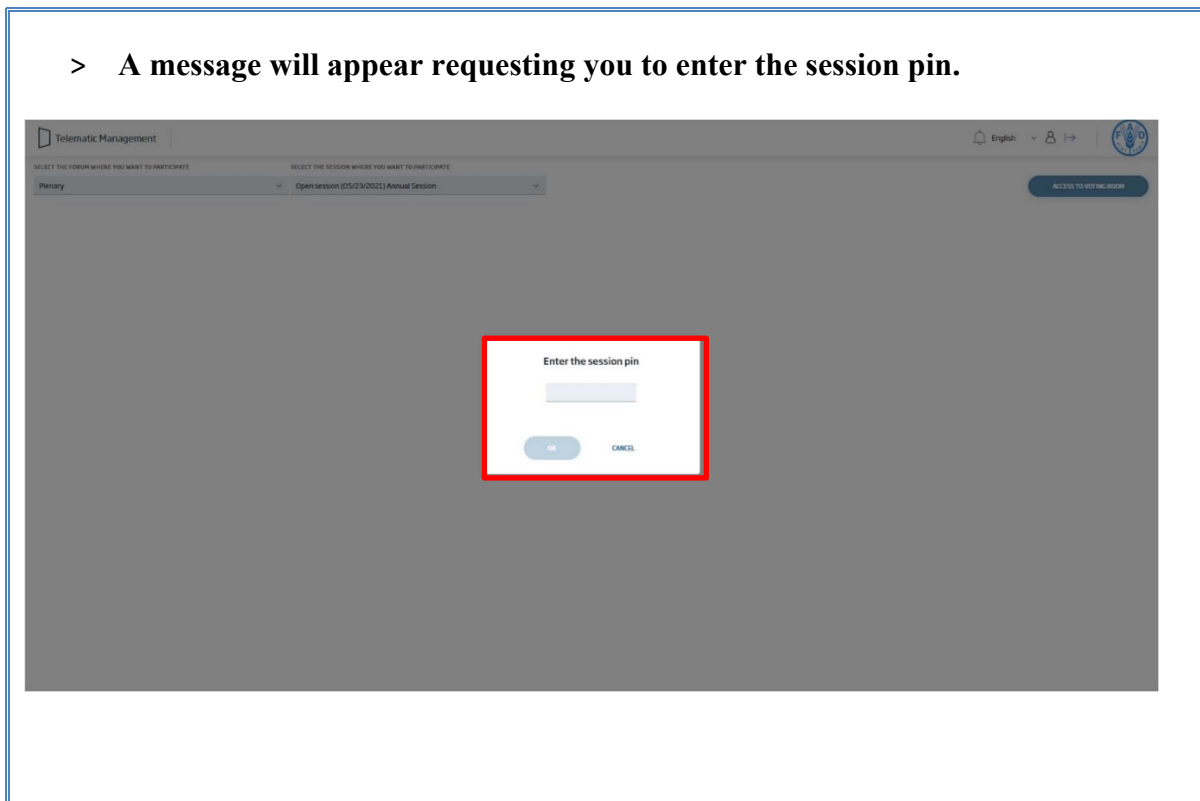 > A message will appear requesting you to enter the session pin.
Telematic Management
English
F A O
SELECT THE FORUM WHERE YOU WANT TO PARTICIPATE
SELECT THE SESSION WHERE YOU WANT TO PARTICIPATE
Plenary
Open session (05/23/2021) Annual Session
ACCESS TO VOTING ROOM
Enter the session pin
OK
CANCEL